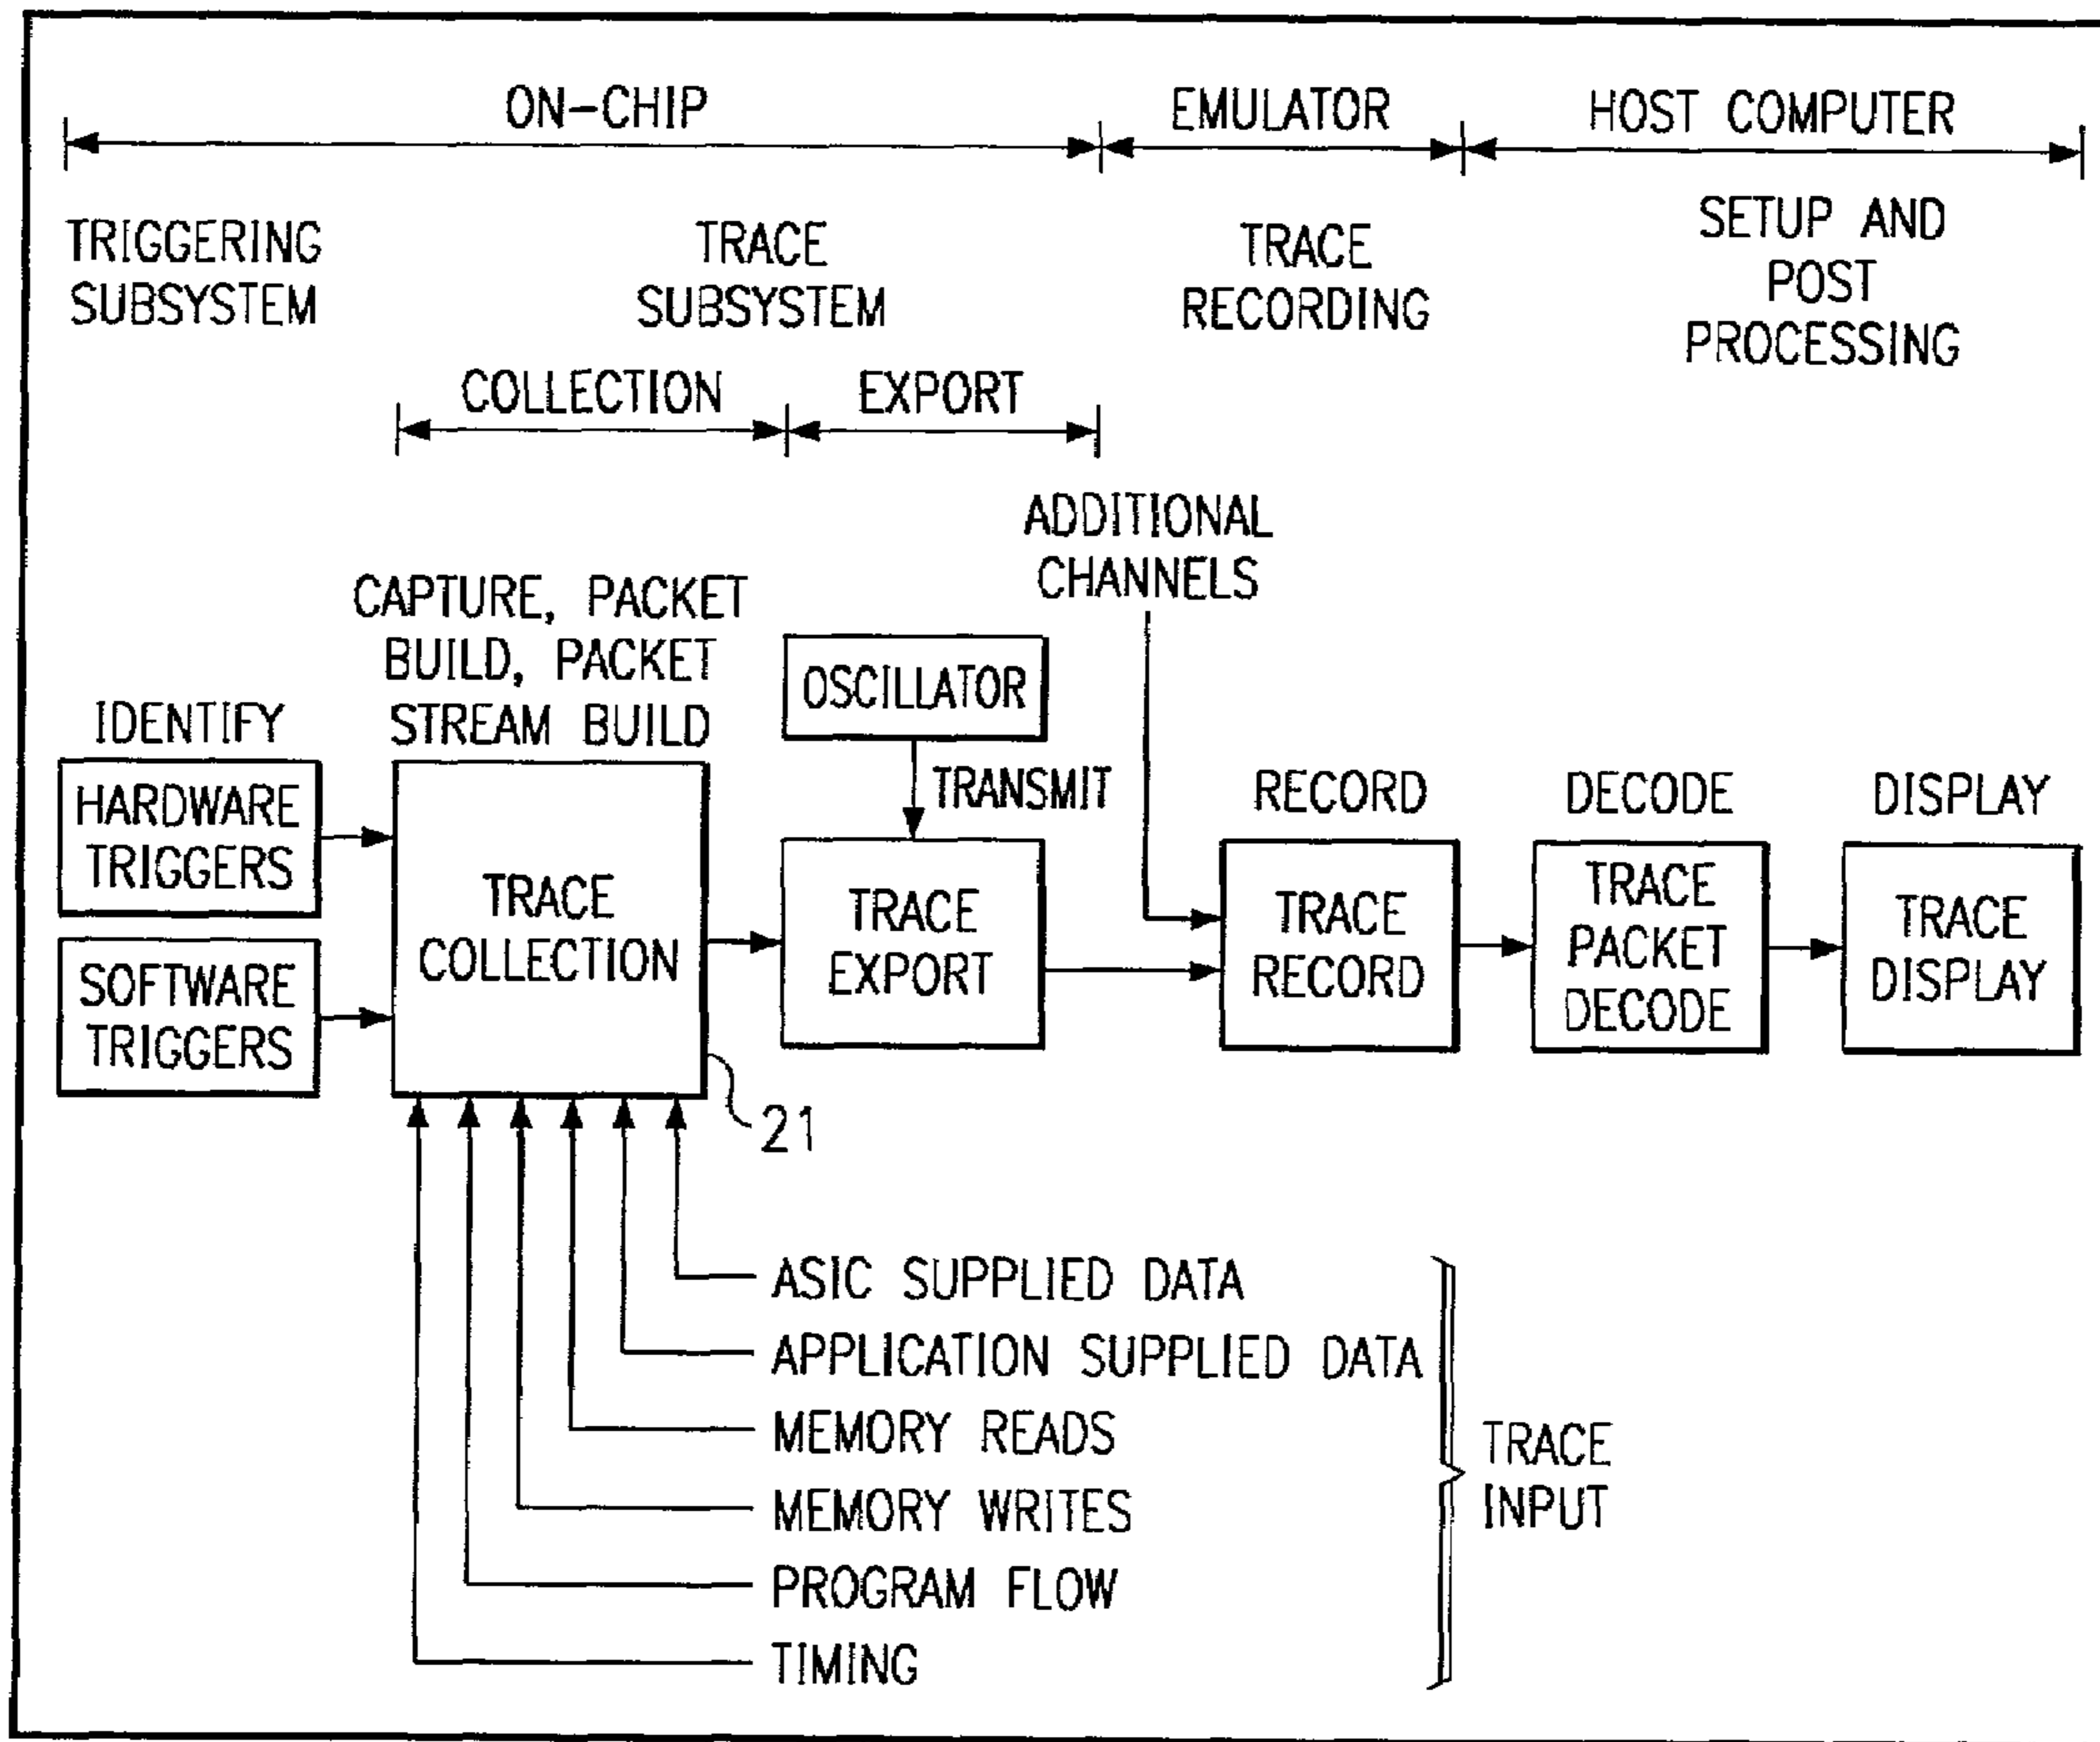 ON-CHIP
EMULATOR
HOST COMPUTER
TRIGGERING
SUBSYSTEM
TRACE
SUBSYSTEM
TRACE
RECORDING
SETUP AND
POST
PROCESSING
COLLECTION
EXPORT
ADDITIONAL
CHANNELS
CAPTURE, PACKET
BUILD, PACKET
STREAM BUILD
OSCILLATOR
IDENTIFY
TRANSMIT
RECORD
DECODE
DISPLAY
HARDWARE
TRIGGERS
SOFTWARE
TRIGGERS
TRACE
COLLECTION
TRACE
EXPORT
TRACE
RECORD
TRACE
PACKET
DECODE
TRACE
DISPLAY
21
ASIC SUPPLIED DATA
APPLICATION SUPPLIED DATA
MEMORY READS
MEMORY WRITES
PROGRAM FLOW
TIMING
TRACE
INPUT